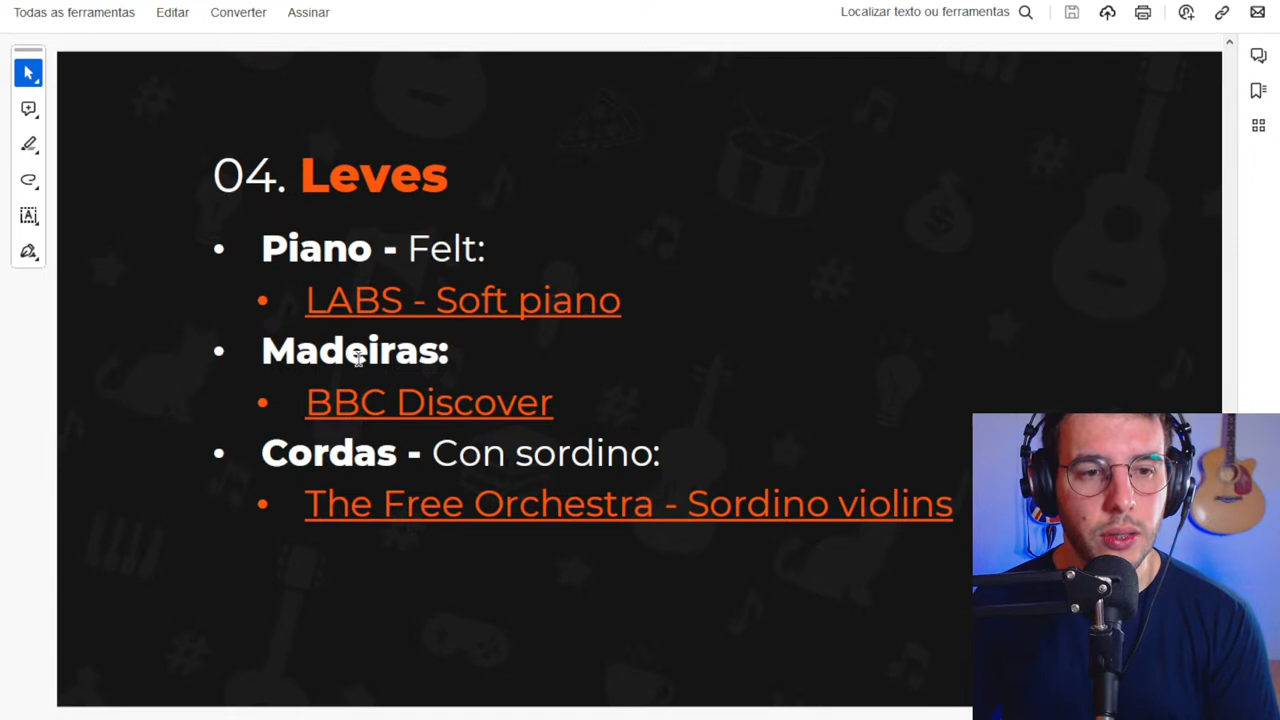 Todas as ferramentas Editar Converter Assinar Localizar texto ou ferramentas
04. Leves
• Piano - Felt:
• LABS - Soft piano
• Madeiras:
• BBC Discover
• Cordas - Con sordino:
• The Free Orchestra - Sordino violins